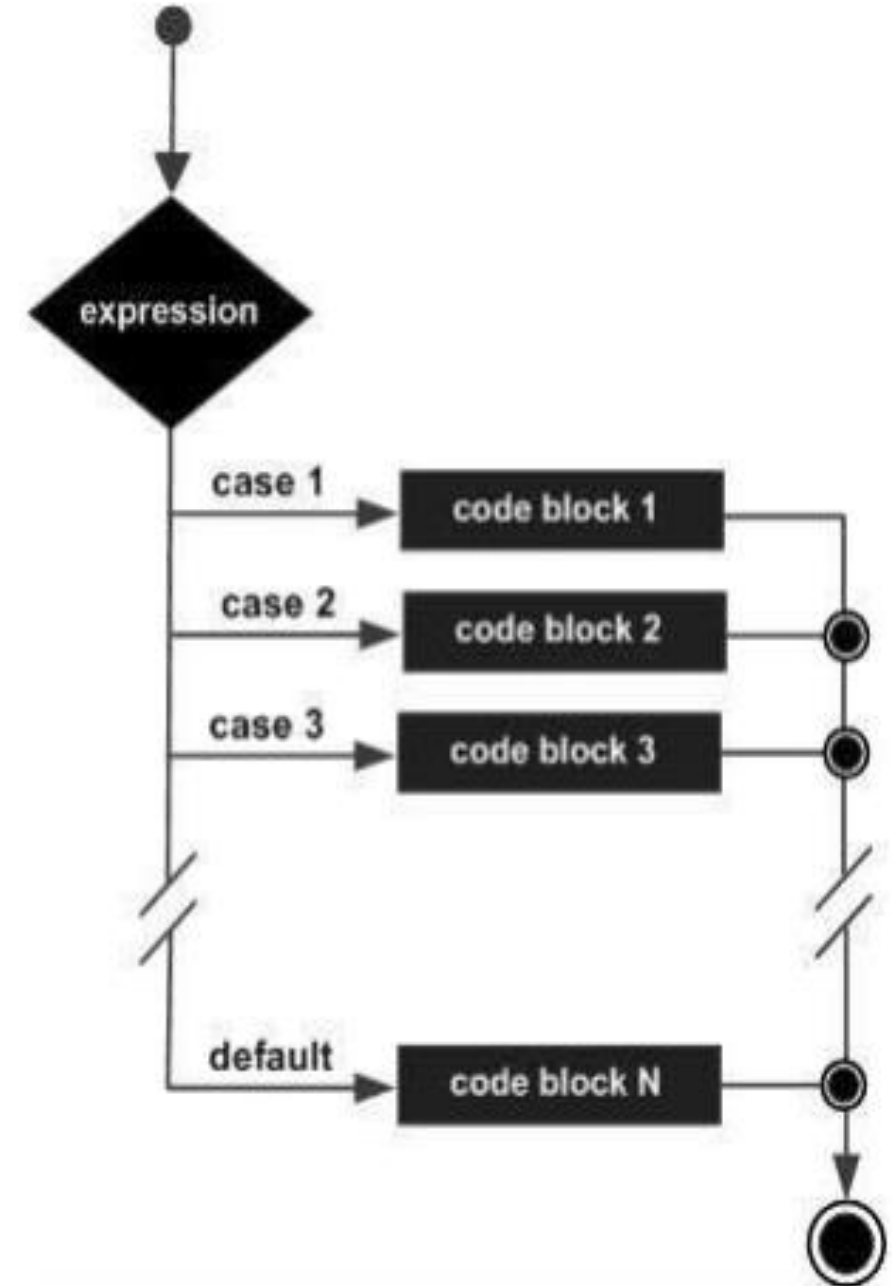 expression
case 1
code block 1
case 2
code block 2
case 3
code block 3
default
code block N